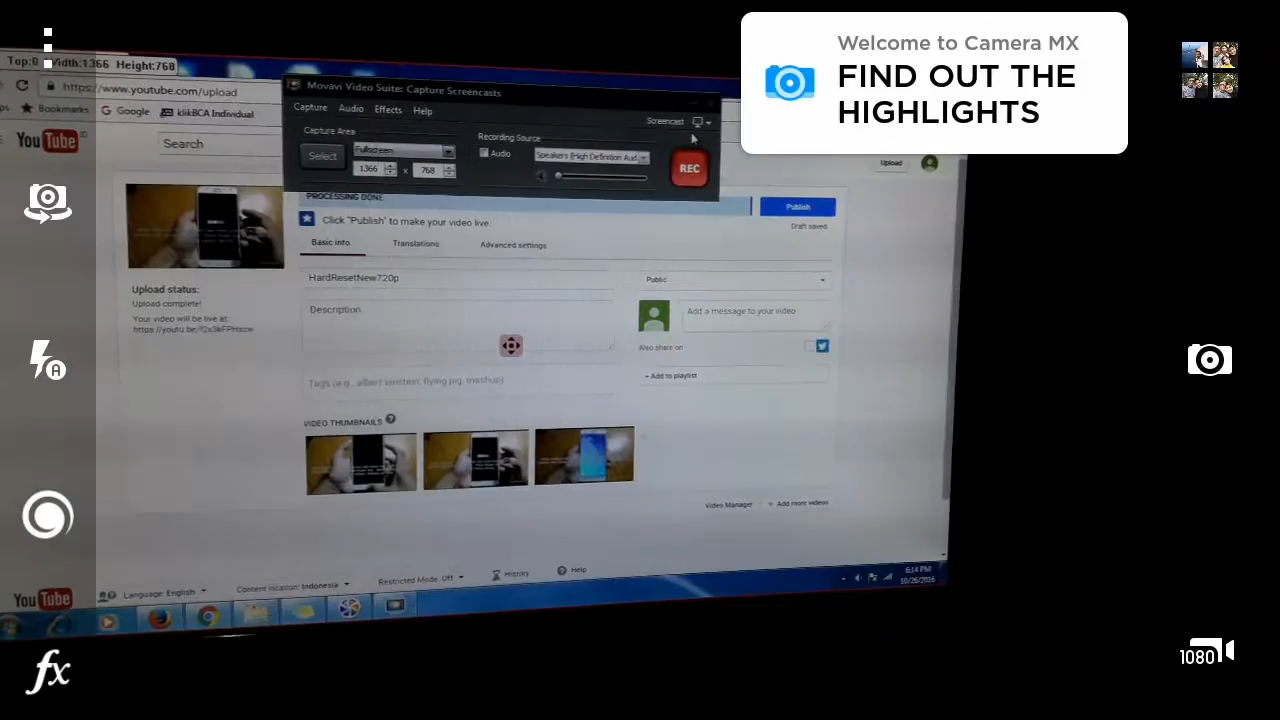 Welcome to Camera MX
FIND OUT THE
HIGHLIGHTS
Top:0 Width:1366 Height:768
https://www.youtube.com/upload
Bookmarks
Google
klikBCA Individual
Movavi Video Suite: Capture Screencasts
Capture Audio Effects Help
Screencast
Capture Area
Recording Source
Select
Fullscreen
Audio
Speakers (High Definition Aud
1366 x 768
REC
YouTube
Search
Upload
PROCESSING DONE
Publish
Click "Publish" to make your video live.
Draft saved.
Basic info
Translations
Advanced settings
HardResetNew720p
Public
Upload status:
Upload complete!
Your video will be live at:
Description
Add a message to your video
Also share on
+ Add to playlist
Tags (e.g., albert einstein, flying pig, mashup)
VIDEO THUMBNAILS
Video Manager
+ Add more videos
YouTube
Language: English
Content location: Indonesia
Restricted Mode: Off
History
Help
6:14 PM
10/26/2016
A
fx
1080